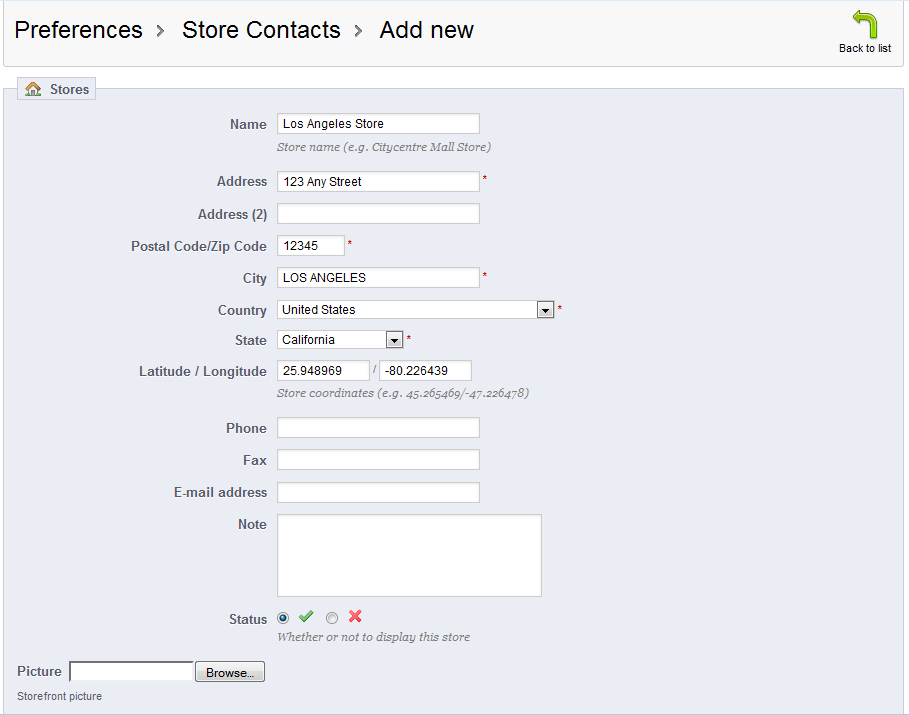 Preferences > Store Contacts > Add new
Back to list
Stores
Name Los Angeles Store
Store name (e.g. Citycentre Mall Store)
Address 123 Any Street *
Address (2)
Postal Code/Zip Code 12345 *
City LOS ANGELES *
Country United States *
State California *
Latitude / Longitude 25.948969 / -80.226439
Store coordinates (e.g. 45.265469/-47.226478)
Phone
Fax
E-mail address
Note
Status
Whether or not to display this store
Picture Browse...
Storefront picture